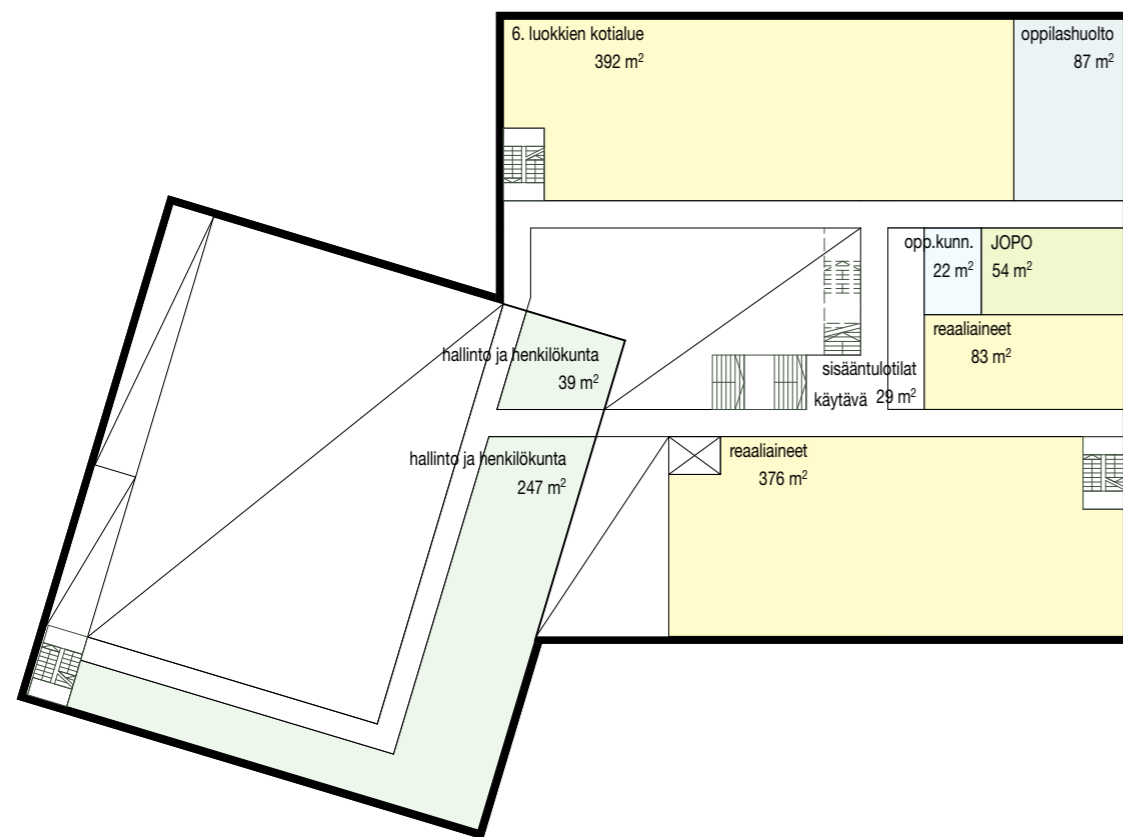 6. luokkien kotialue
392 m²
oppilashuolto
87 m²
opp.kunn.
22 m²
JOPO
54 m²
reaaliaineet
83 m²
hallinto ja henkilökunta
39 m²
sisääntulotilat
käytävä 29 m²
hallinto ja henkilökunta
247 m²
reaaliaineet
376 m²